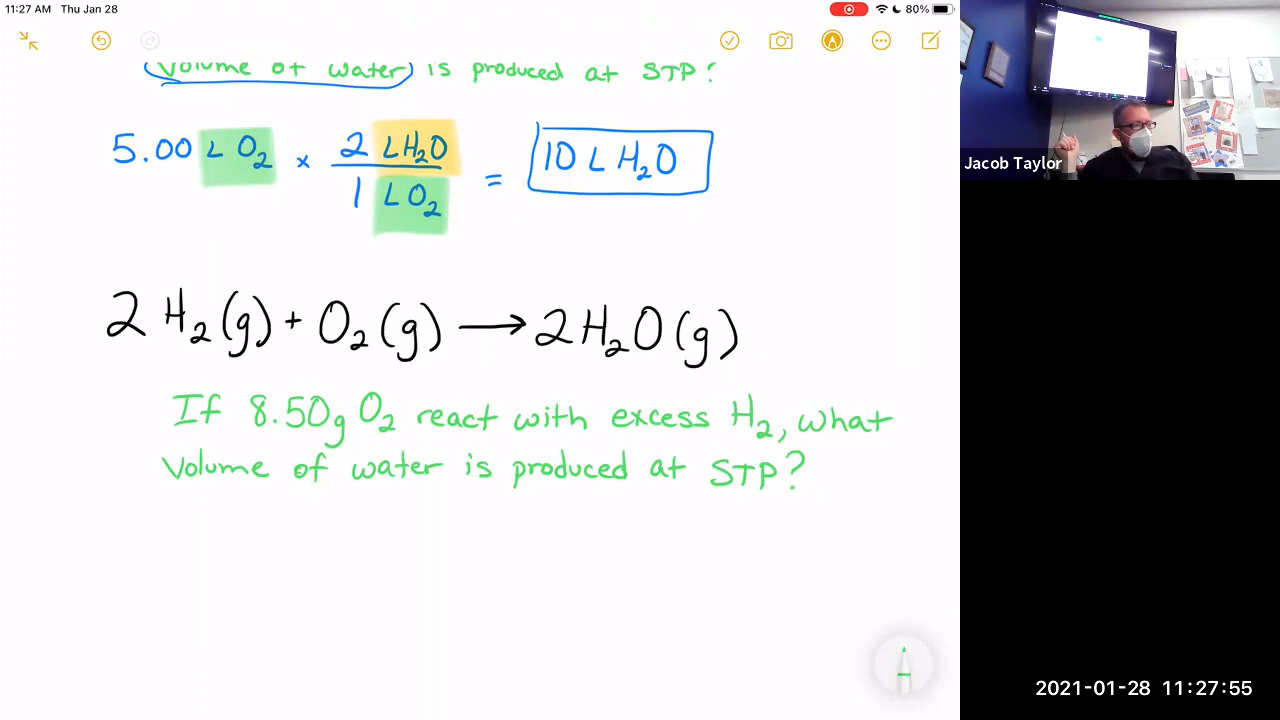 11:27 AM Thu Jan 28
80%
volume of water is produced at STP?
5.00 L O₂ × 2 L H₂O / 1 L O₂ = 10 L H₂O
2 H₂(g) + O₂(g) → 2H₂O(g)
If 8.50g O₂ react with excess H₂, what
volume of water is produced at STP?
Jacob Taylor
2021-01-28 11:27:55